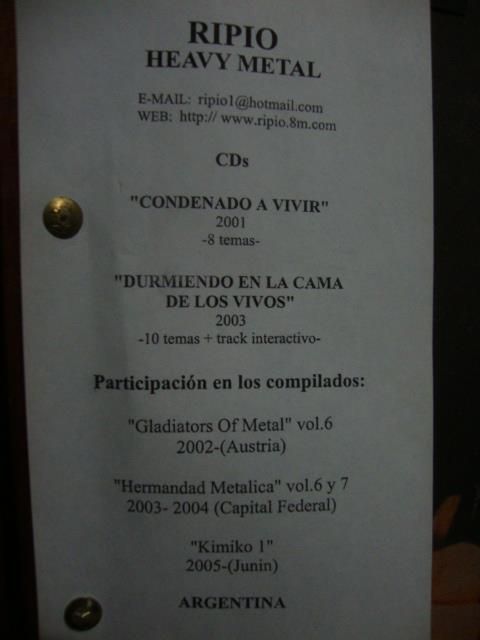 RIPIO
HEAVY METAL
E-MAIL: ripio1@hotmail.com
WEB: http:// www.ripio.8m.com
CDs
"CONDENADO A VIVIR"
2001
-8 temas-
"DURMIENDO EN LA CAMA
DE LOS VIVOS"
2003
-10 temas + track interactivo-
Participación en los compilados:
"Gladiators Of Metal" vol.6
2002-(Austria)
"Hermandad Metalica" vol.6 y 7
2003- 2004 (Capital Federal)
"Kimiko 1"
2005-(Junin)
ARGENTINA